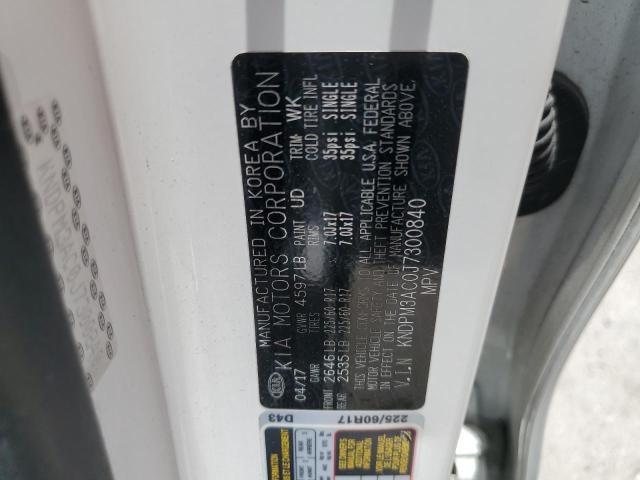 MANUFACTURED IN KOREA BY
KIA MOTORS CORPORATION
04/17 GVWR 4597LB PAINT UD TRIM WK
GAWR TIRES RIMS COLD TIRE INFL
FRONT 2646LB 225/60 R17 7.0Jx17 35psi SINGLE
REAR 2535LB 225/60 R17 7.0Jx17 35psi SINGLE
THIS VEHICLE CONFORMS TO ALL APPLICABLE U.S.A. FEDERAL
MOTOR VEHICLE SAFETY AND THEFT PREVENTION STANDARDS
IN EFFECT ON THE DATE OF MANUFACTURE SHOWN ABOVE.
V.I.N KNDPM3AC0J7300840
MPV
KIA
D43
225/60R17